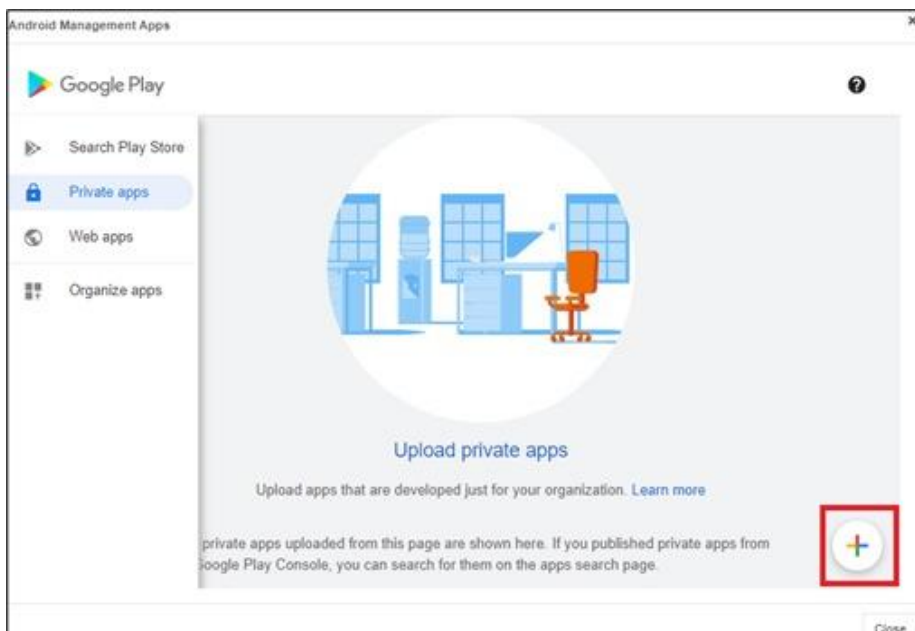 Android Management Apps
Google Play
Search Play Store
Private apps
Web apps
Organize apps
Upload private apps
Upload apps that are developed just for your organization. Learn more
private apps uploaded from this page are shown here. If you published private apps from
Google Play Console, you can search for them on the apps search page.
Close